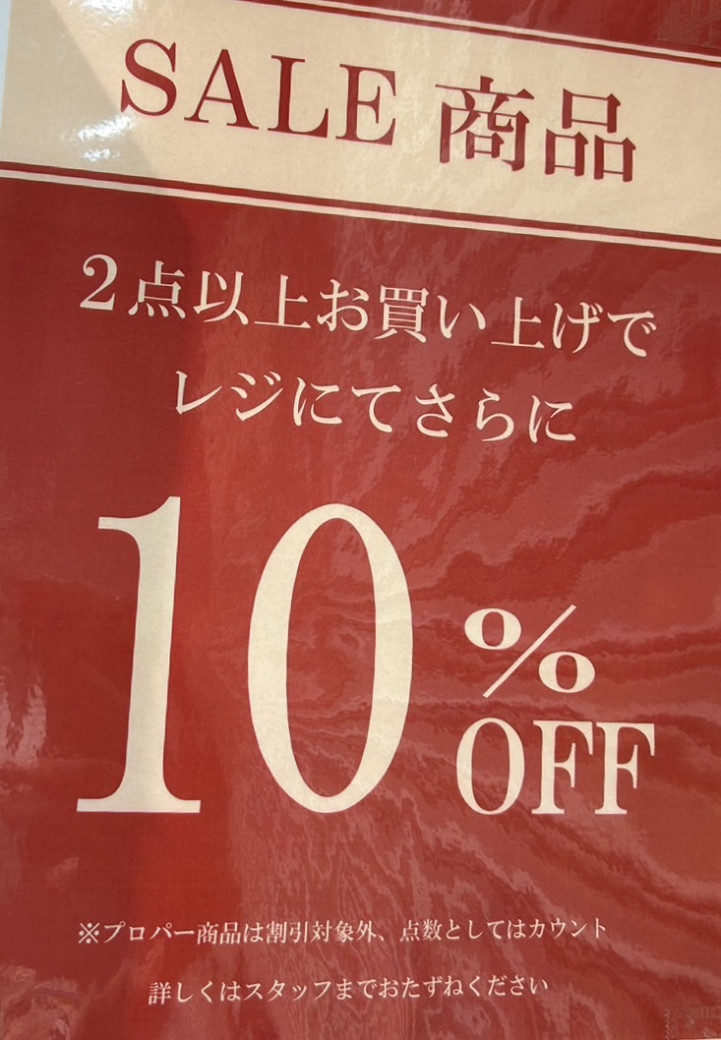 SALE 商品
2点以上お買い上げで
レジにてさらに
10%
OFF
※プロパー商品は割引対象外、点数としてはカウント
詳しくはスタッフまでおたずねください